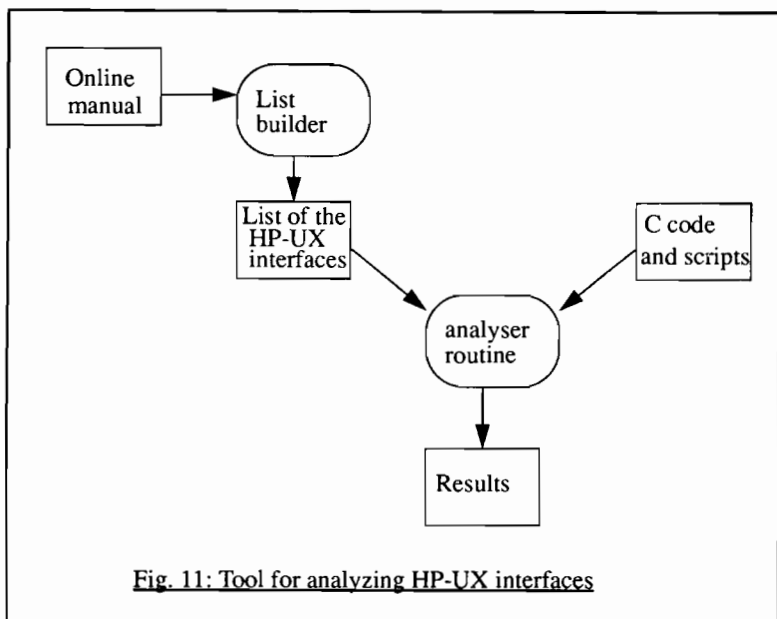 Online
manual
List
builder
List of the
HP-UX
interfaces
C code
and scripts
analyser
routine
Results
Fig. 11: Tool for analyzing HP-UX interfaces